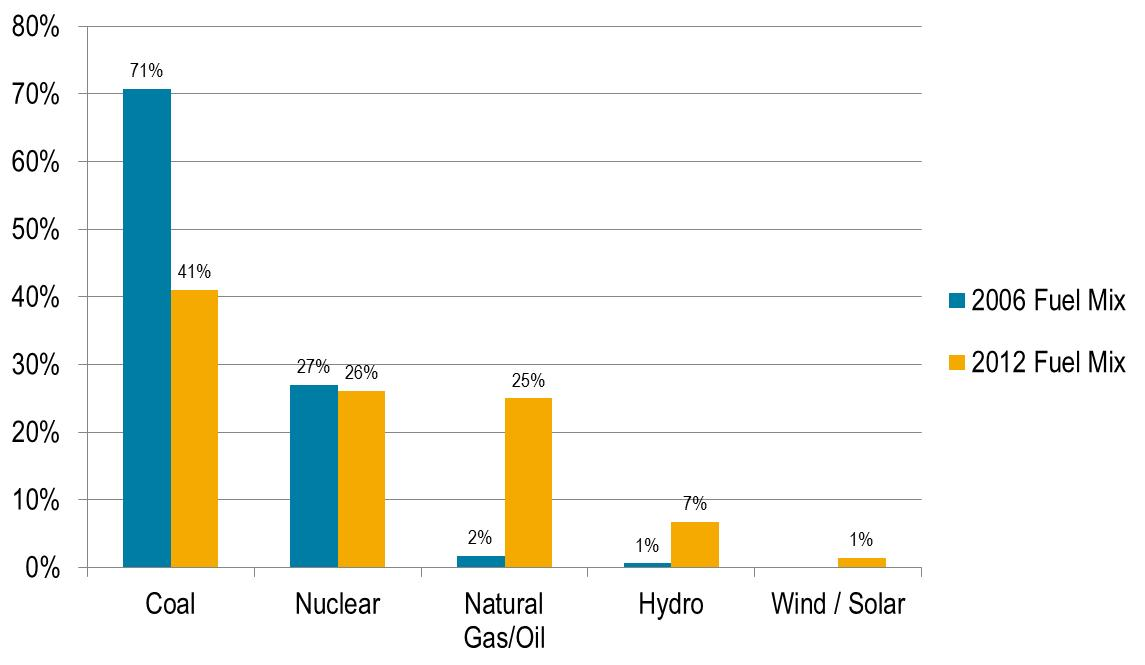 80%
71%
70%
60%
50%
41%
40%
2006 Fuel Mix
30%
27%
26%
25%
2012 Fuel Mix
20%
10%
7%
2%
1%
1%
0%
Coal
Nuclear
Natural
Gas/Oil
Hydro
Wind / Solar